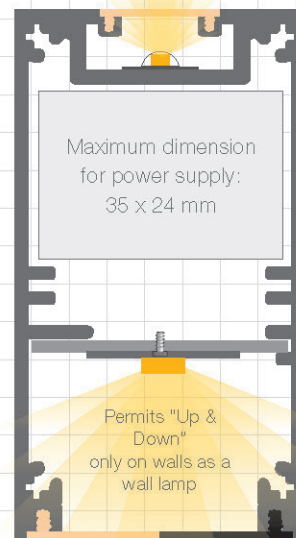 Maximum dimension
for power supply:
35 x 24 mm
Permits "Up &
Down"
only on walls as a
wall lamp